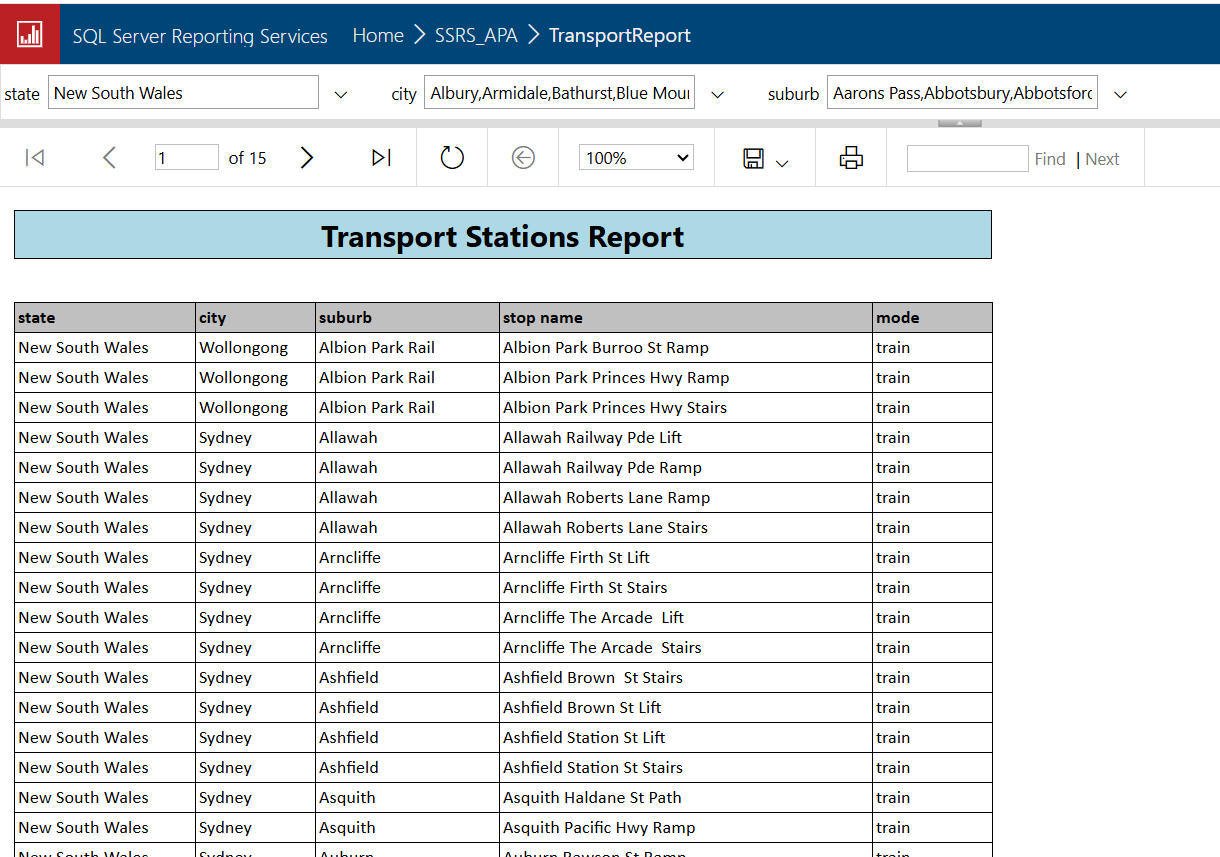 SQL Server Reporting Services Home > SSRS_APA > TransportReport
state New South Wales city Albury,Armidale,Bathurst,Blue Mour suburb Aarons Pass,Abbotsbury,Abbotsford
1 of 15 100% Find | Next
Transport Stations Report
state city suburb stop name mode
New South Wales Wollongong Albion Park Rail Albion Park Burroo St Ramp train
New South Wales Wollongong Albion Park Rail Albion Park Princes Hwy Ramp train
New South Wales Wollongong Albion Park Rail Albion Park Princes Hwy Stairs train
New South Wales Sydney Allawah Allawah Railway Pde Lift train
New South Wales Sydney Allawah Allawah Railway Pde Ramp train
New South Wales Sydney Allawah Allawah Roberts Lane Ramp train
New South Wales Sydney Allawah Allawah Roberts Lane Stairs train
New South Wales Sydney Arncliffe Arncliffe Firth St Lift train
New South Wales Sydney Arncliffe Arncliffe Firth St Stairs train
New South Wales Sydney Arncliffe Arncliffe The Arcade  Lift train
New South Wales Sydney Arncliffe Arncliffe The Arcade  Stairs train
New South Wales Sydney Ashfield Ashfield Brown  St Stairs train
New South Wales Sydney Ashfield Ashfield Brown St Lift train
New South Wales Sydney Ashfield Ashfield Station St Lift train
New South Wales Sydney Ashfield Ashfield Station St Stairs train
New South Wales Sydney Asquith Asquith Haldane St Path train
New South Wales Sydney Asquith Asquith Pacific Hwy Ramp train
New South Wales Sydney Auburn Auburn Rawson St Ramp train